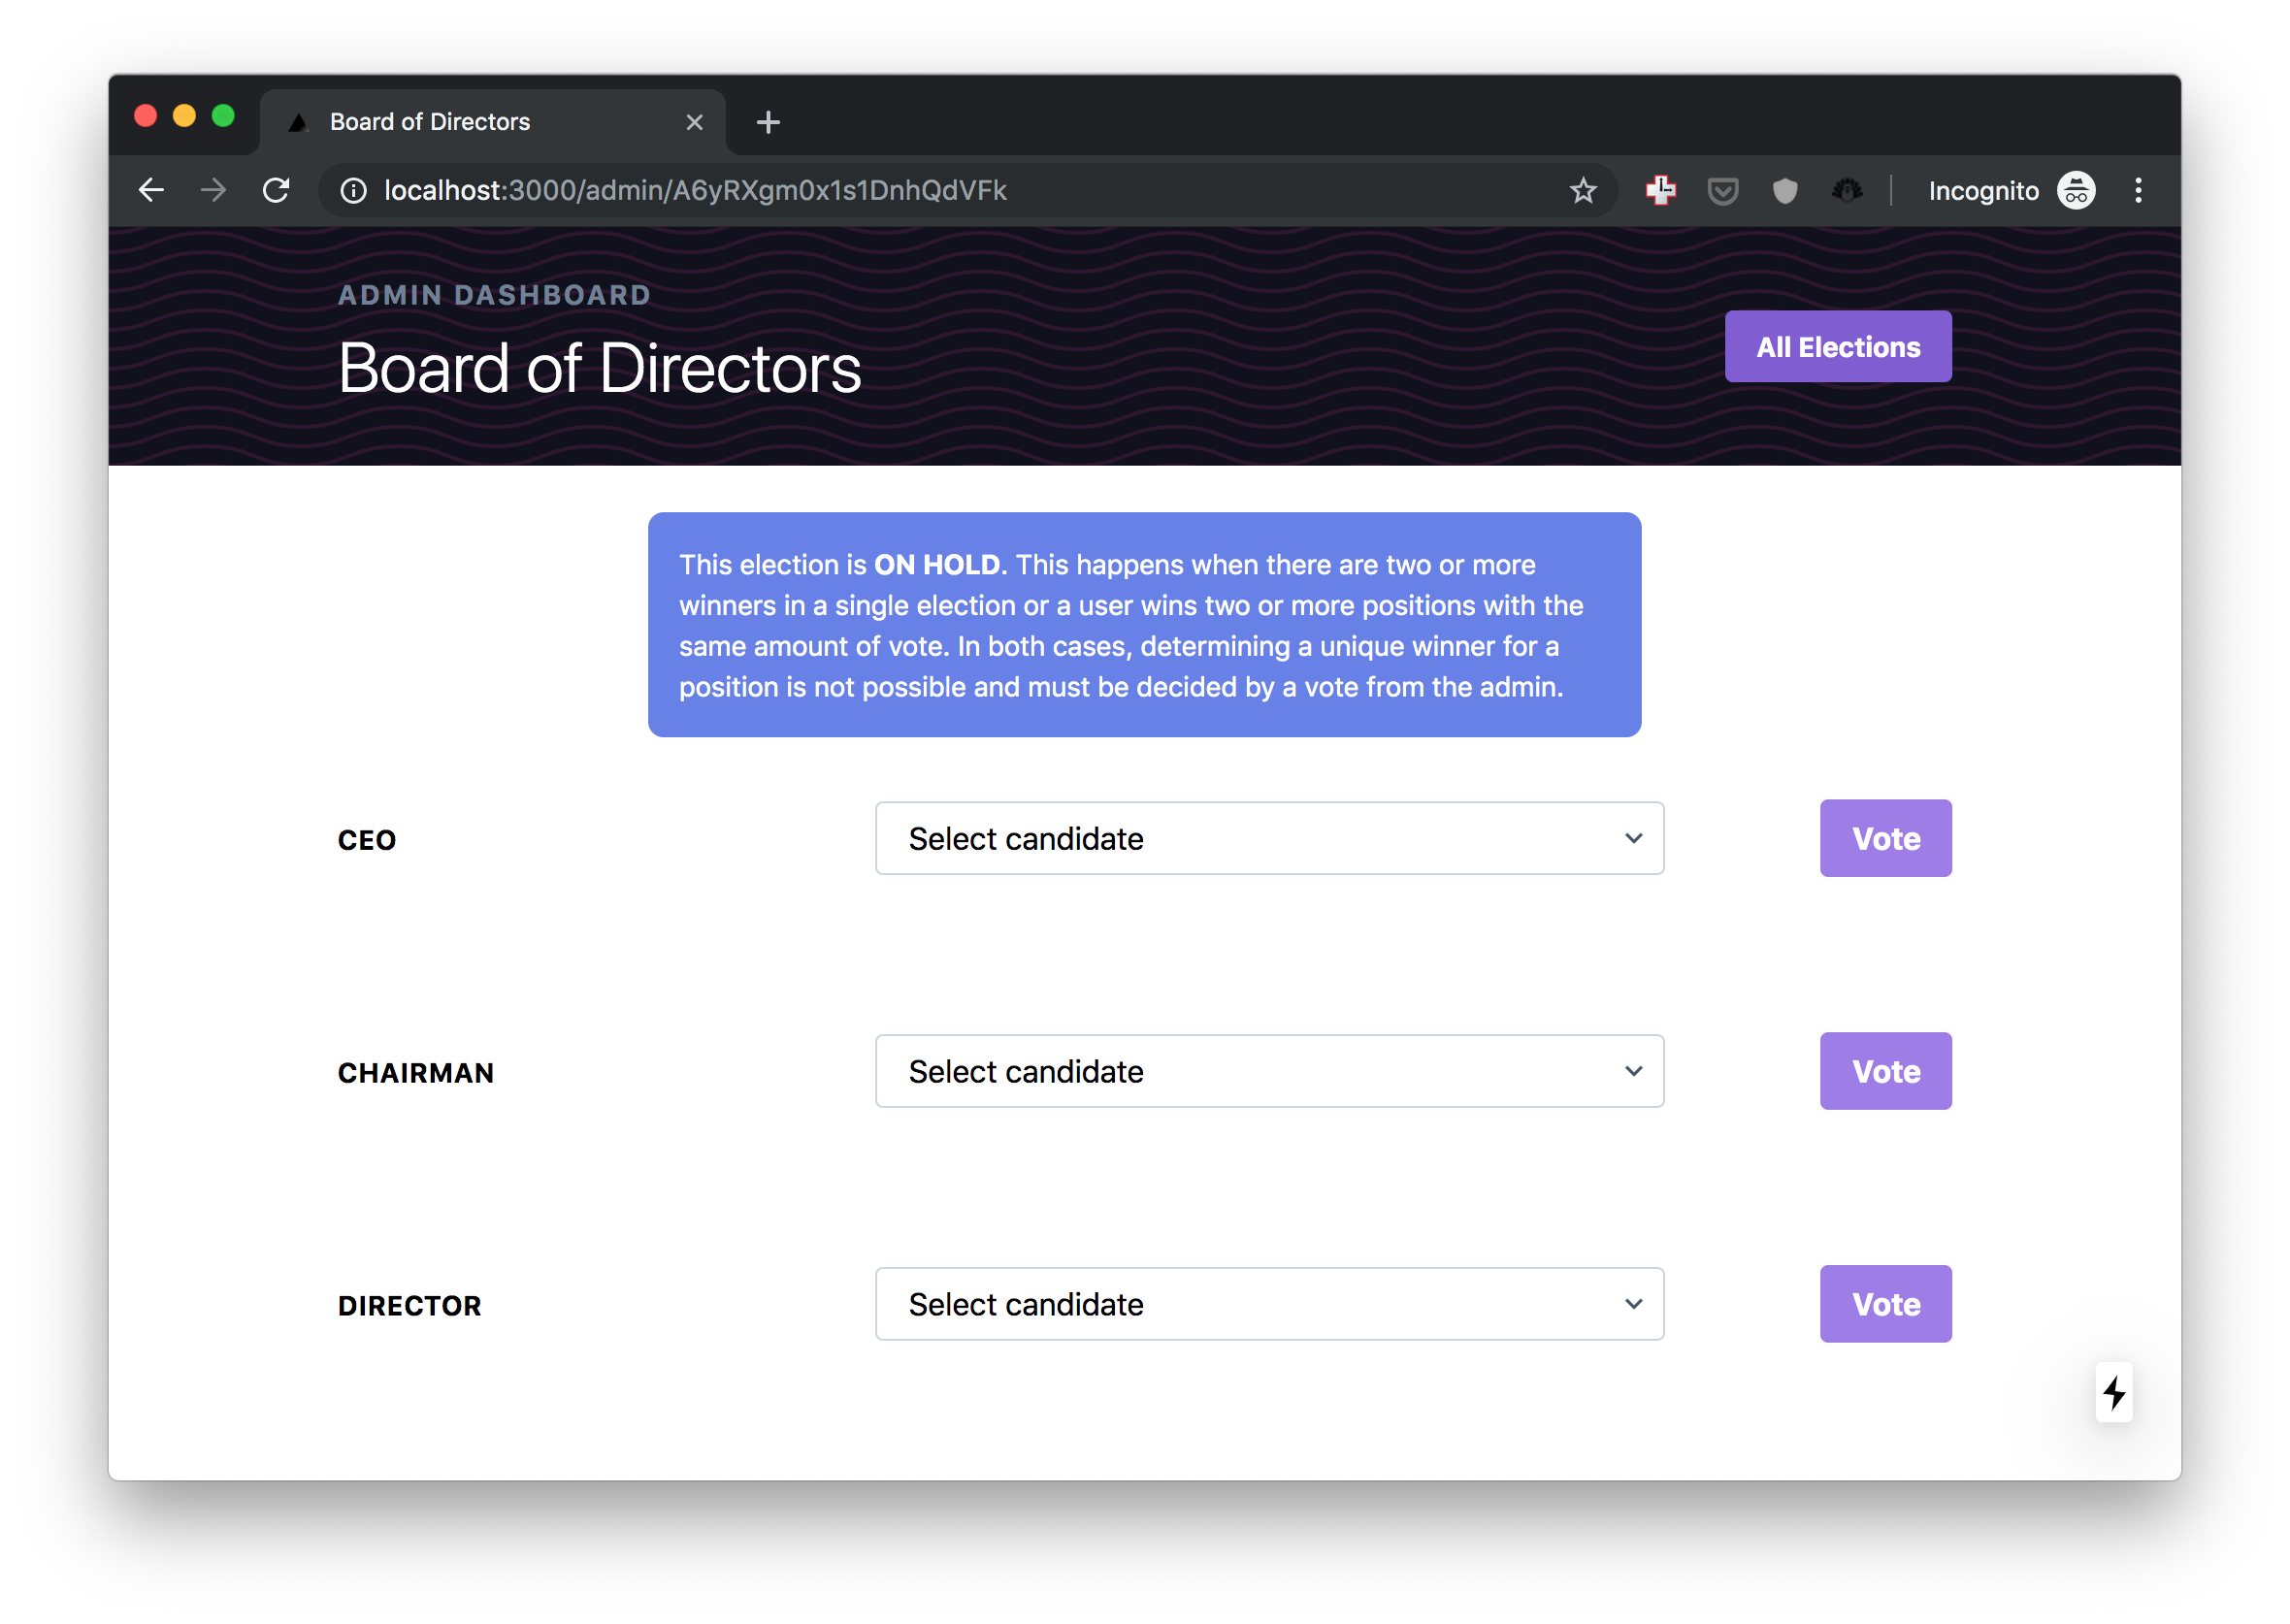 Board of Directors
localhost:3000/admin/A6yRXgm0x1s1DnhQdVFk
Incognito
ADMIN DASHBOARD
Board of Directors
All Elections
This election is ON HOLD. This happens when there are two or more
winners in a single election or a user wins two or more positions with the
same amount of vote. In both cases, determining a unique winner for a
position is not possible and must be decided by a vote from the admin.
CEO
Select candidate
Vote
CHAIRMAN
Select candidate
Vote
DIRECTOR
Select candidate
Vote